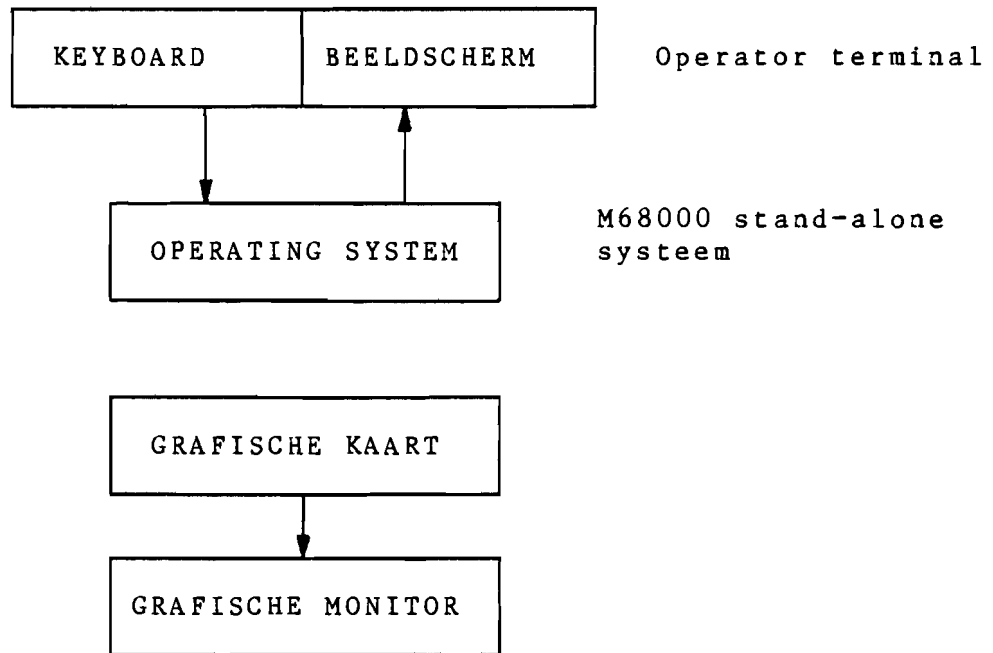 KEYBOARD BEELDSCHERM Operator terminal
OPERATING SYSTEM
M68000 stand-alone
systeem
GRAFISCHE KAART
GRAFISCHE MONITOR